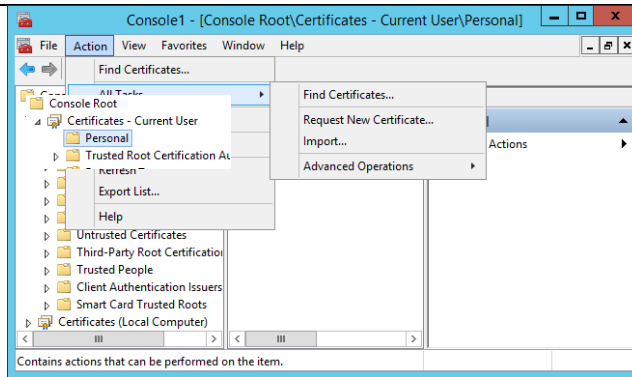 Console1 - [Console Root\Certificates - Current User\Personal]
File Action View Favorites Window Help
Find Certificates...
All Tasks
Find Certificates...
Request New Certificate...
Import...
Advanced Operations
Console Root
Certificates - Current User
Personal
Trusted Root Certification Au
Refresh
Export List...
Help
Actions
Untrusted Certificates
Third-Party Root Certification
Trusted People
Client Authentication Issuers
Smart Card Trusted Roots
Certificates (Local Computer)
Contains actions that can be performed on the item.